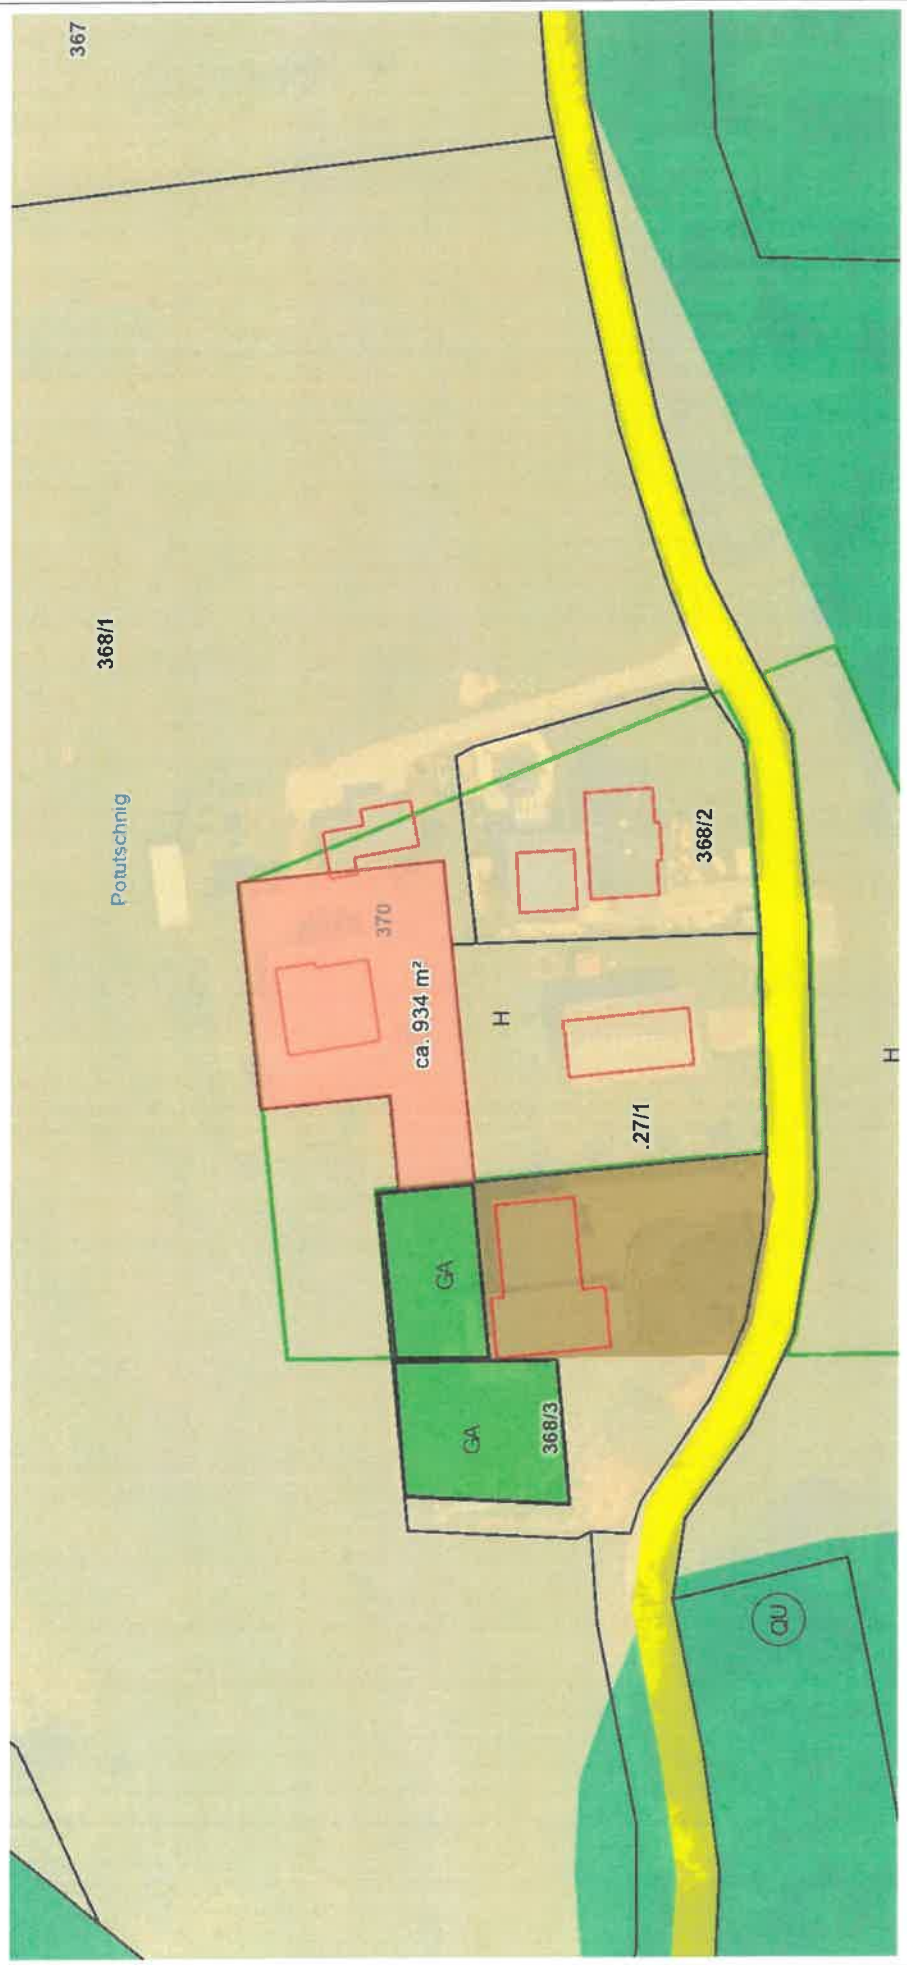 367
368/1
Potutschnig
370
ca. 934 m²
H
368/2
.27/1
H
GA
GA
368/3
QU